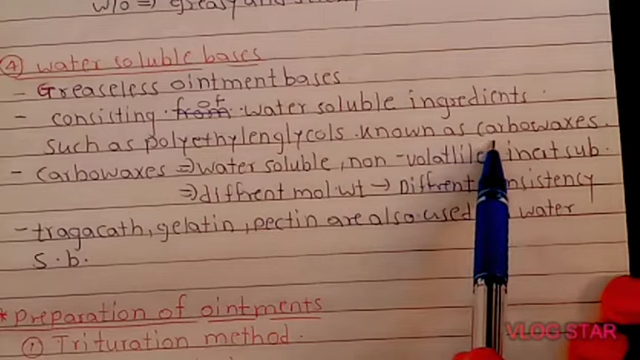 w/o ⇒ greasy and
④ water soluble bases
- Greaseless ointment bases
- consisting from of water soluble ingredients.
such as polyethylenglycols known as carbowaxes.
- carbowaxes ⇒ water soluble, non-volatile inert sub.
⇒ diffrent mol.wt → Diffrent consistency
- tragacath, gelatin, pectin are also used water
S.b.
* Preparation of ointments
① Trituration method.
VLOG STAR